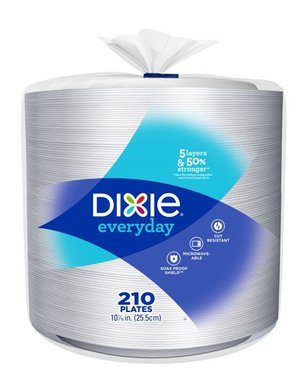 5 layers
& 50%
stronger*
DIXIE®
everyday
CUT
RESISTANT
MICROWAVE-
ABLE
SOAK PROOF
SHIELD™
210
PLATES
10 1/16 in. (25.5cm)